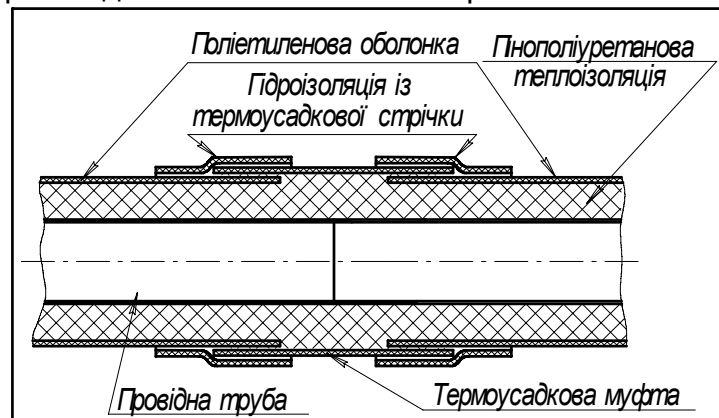 Поліетиленова оболонка
Пінополіуретанова
теплоізоляція
Гідроізоляція із
термоусадкової стрічки
Провідна труба
Термоусадкова муфта